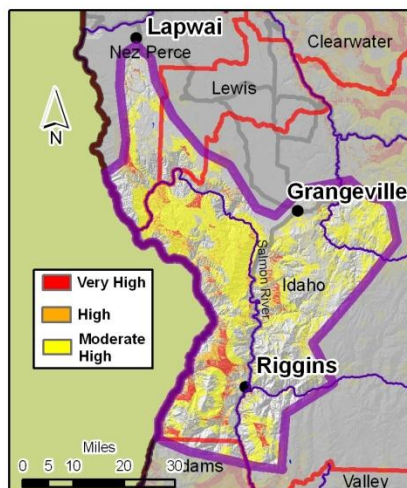 Lapwai
Nez Perce
Clearwater
Lewis
N
Grangeville
Salmon River
Idaho
Very High
High
Moderate
High
Riggins
Miles
0 5 10 20 30
dams
Valley